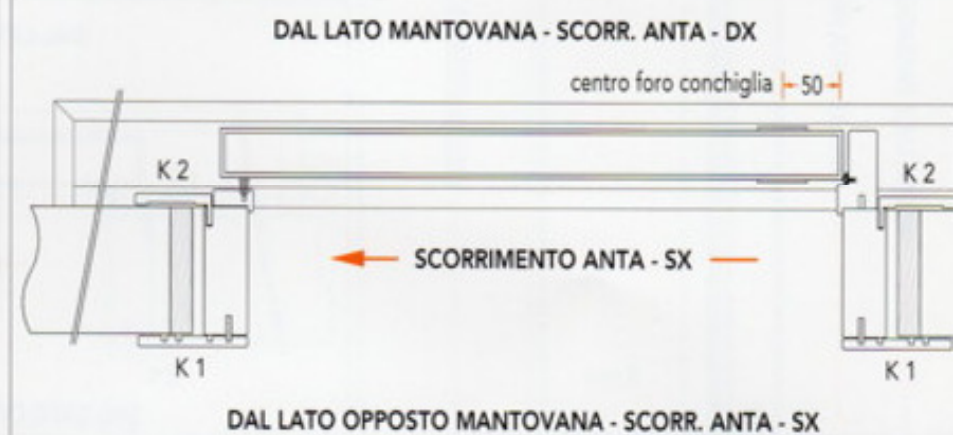 DAL LATO MANTOVANA - SCORR. ANTA - DX
centro foro conchiglia 50
K 2
K 2
SCORRIMENTO ANTA - SX
K 1
K 1
DAL LATO OPPOSTO MANTOVANA - SCORR. ANTA - SX